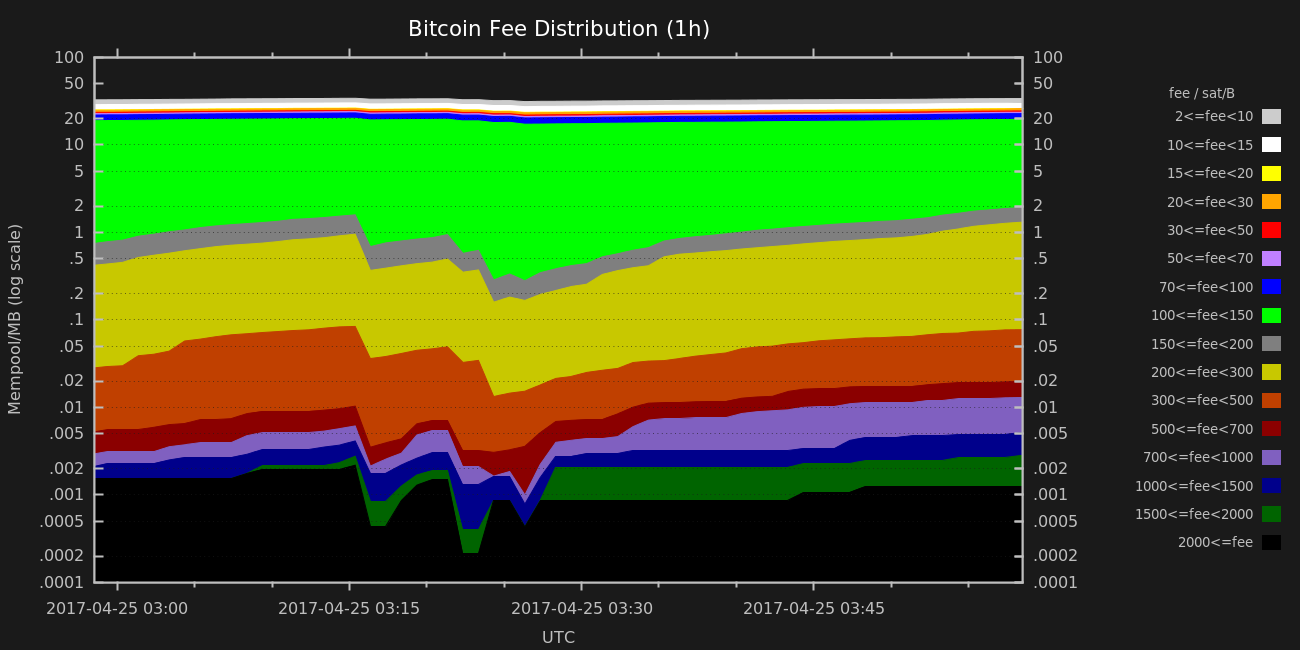 Bitcoin Fee Distribution (1h)
Mempool/MB (log scale)
100
50
20
10
5
2
1
.5
.2
.1
.05
.02
.01
.005
.002
.001
.0005
.0002
.0001
100
50
20
10
5
2
1
.5
.2
.1
.05
.02
.01
.005
.002
.001
.0005
.0002
.0001
2017-04-25 03:00
2017-04-25 03:15
2017-04-25 03:30
2017-04-25 03:45
UTC
fee / sat/B
2<=fee<10
10<=fee<15
15<=fee<20
20<=fee<30
30<=fee<50
50<=fee<70
70<=fee<100
100<=fee<150
150<=fee<200
200<=fee<300
300<=fee<500
500<=fee<700
700<=fee<1000
1000<=fee<1500
1500<=fee<2000
2000<=fee